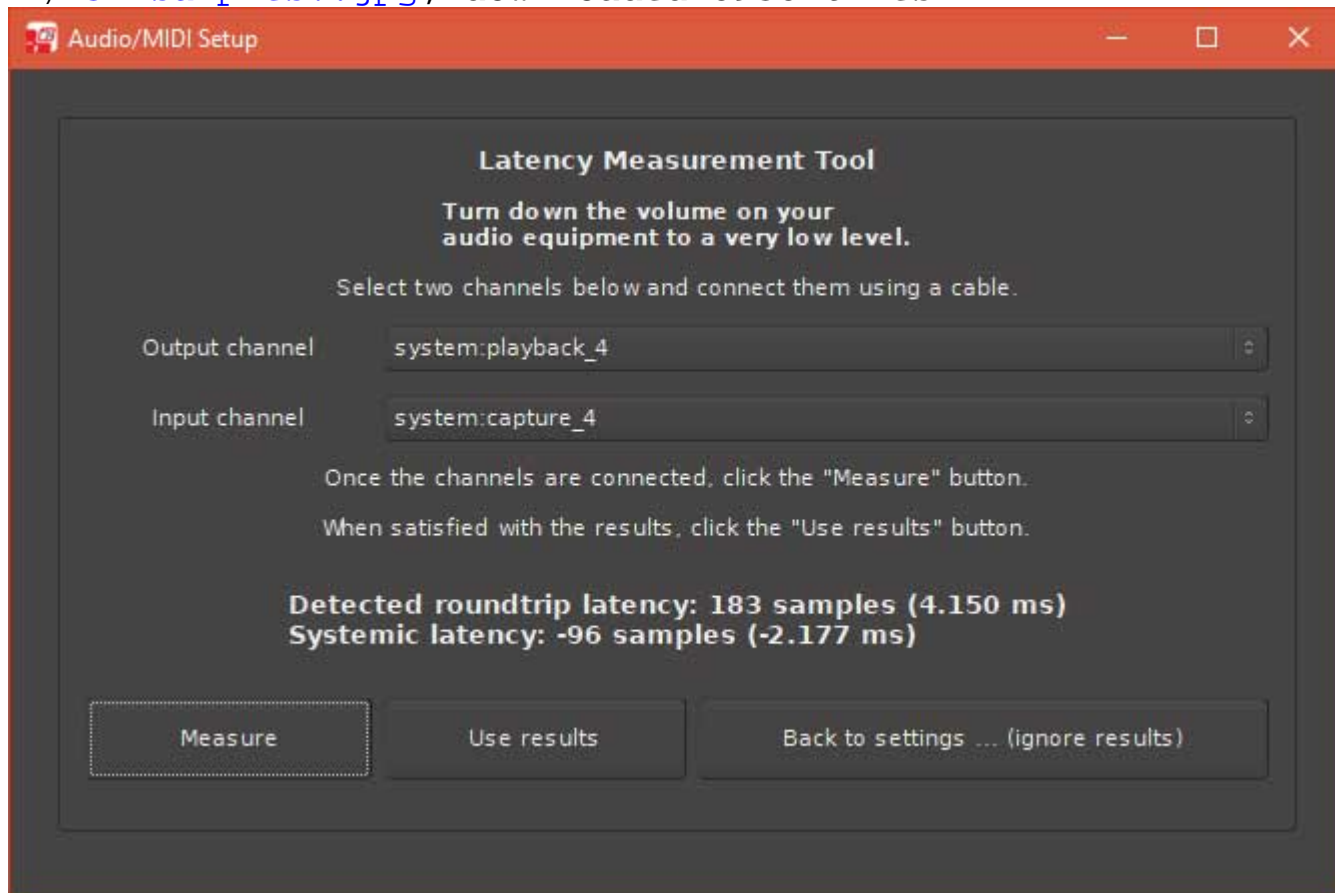 Audio/MIDI Setup
Latency Measurement Tool
Turn down the volume on your
audio equipment to a very low level.
Select two channels below and connect them using a cable.
Output channel system:playback_4
Input channel system:capture_4
Once the channels are connected, click the "Measure" button.
When satisfied with the results, click the "Use results" button.
Detected roundtrip latency: 183 samples (4.150 ms)
Systemic latency: -96 samples (-2.177 ms)
Measure Use results Back to settings ... (ignore results)